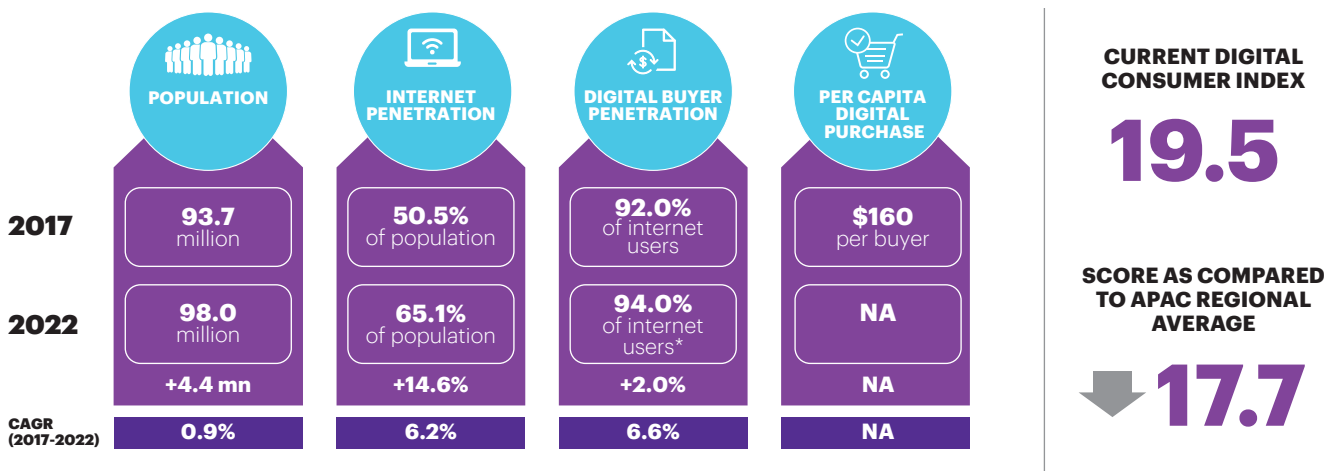 POPULATION
INTERNET
PENETRATION
DIGITAL BUYER
PENETRATION
PER CAPITA
DIGITAL
PURCHASE
2017
93.7
million
50.5%
of population
92.0%
of internet
users
$160
per buyer
2022
98.0
million
65.1%
of population
94.0%
of internet
users*
NA
+4.4 mn
+14.6%
+2.0%
NA
CAGR
(2017-2022)
0.9%
6.2%
6.6%
NA
CURRENT DIGITAL
CONSUMER INDEX
19.5
SCORE AS COMPARED
TO APAC REGIONAL
AVERAGE
17.7